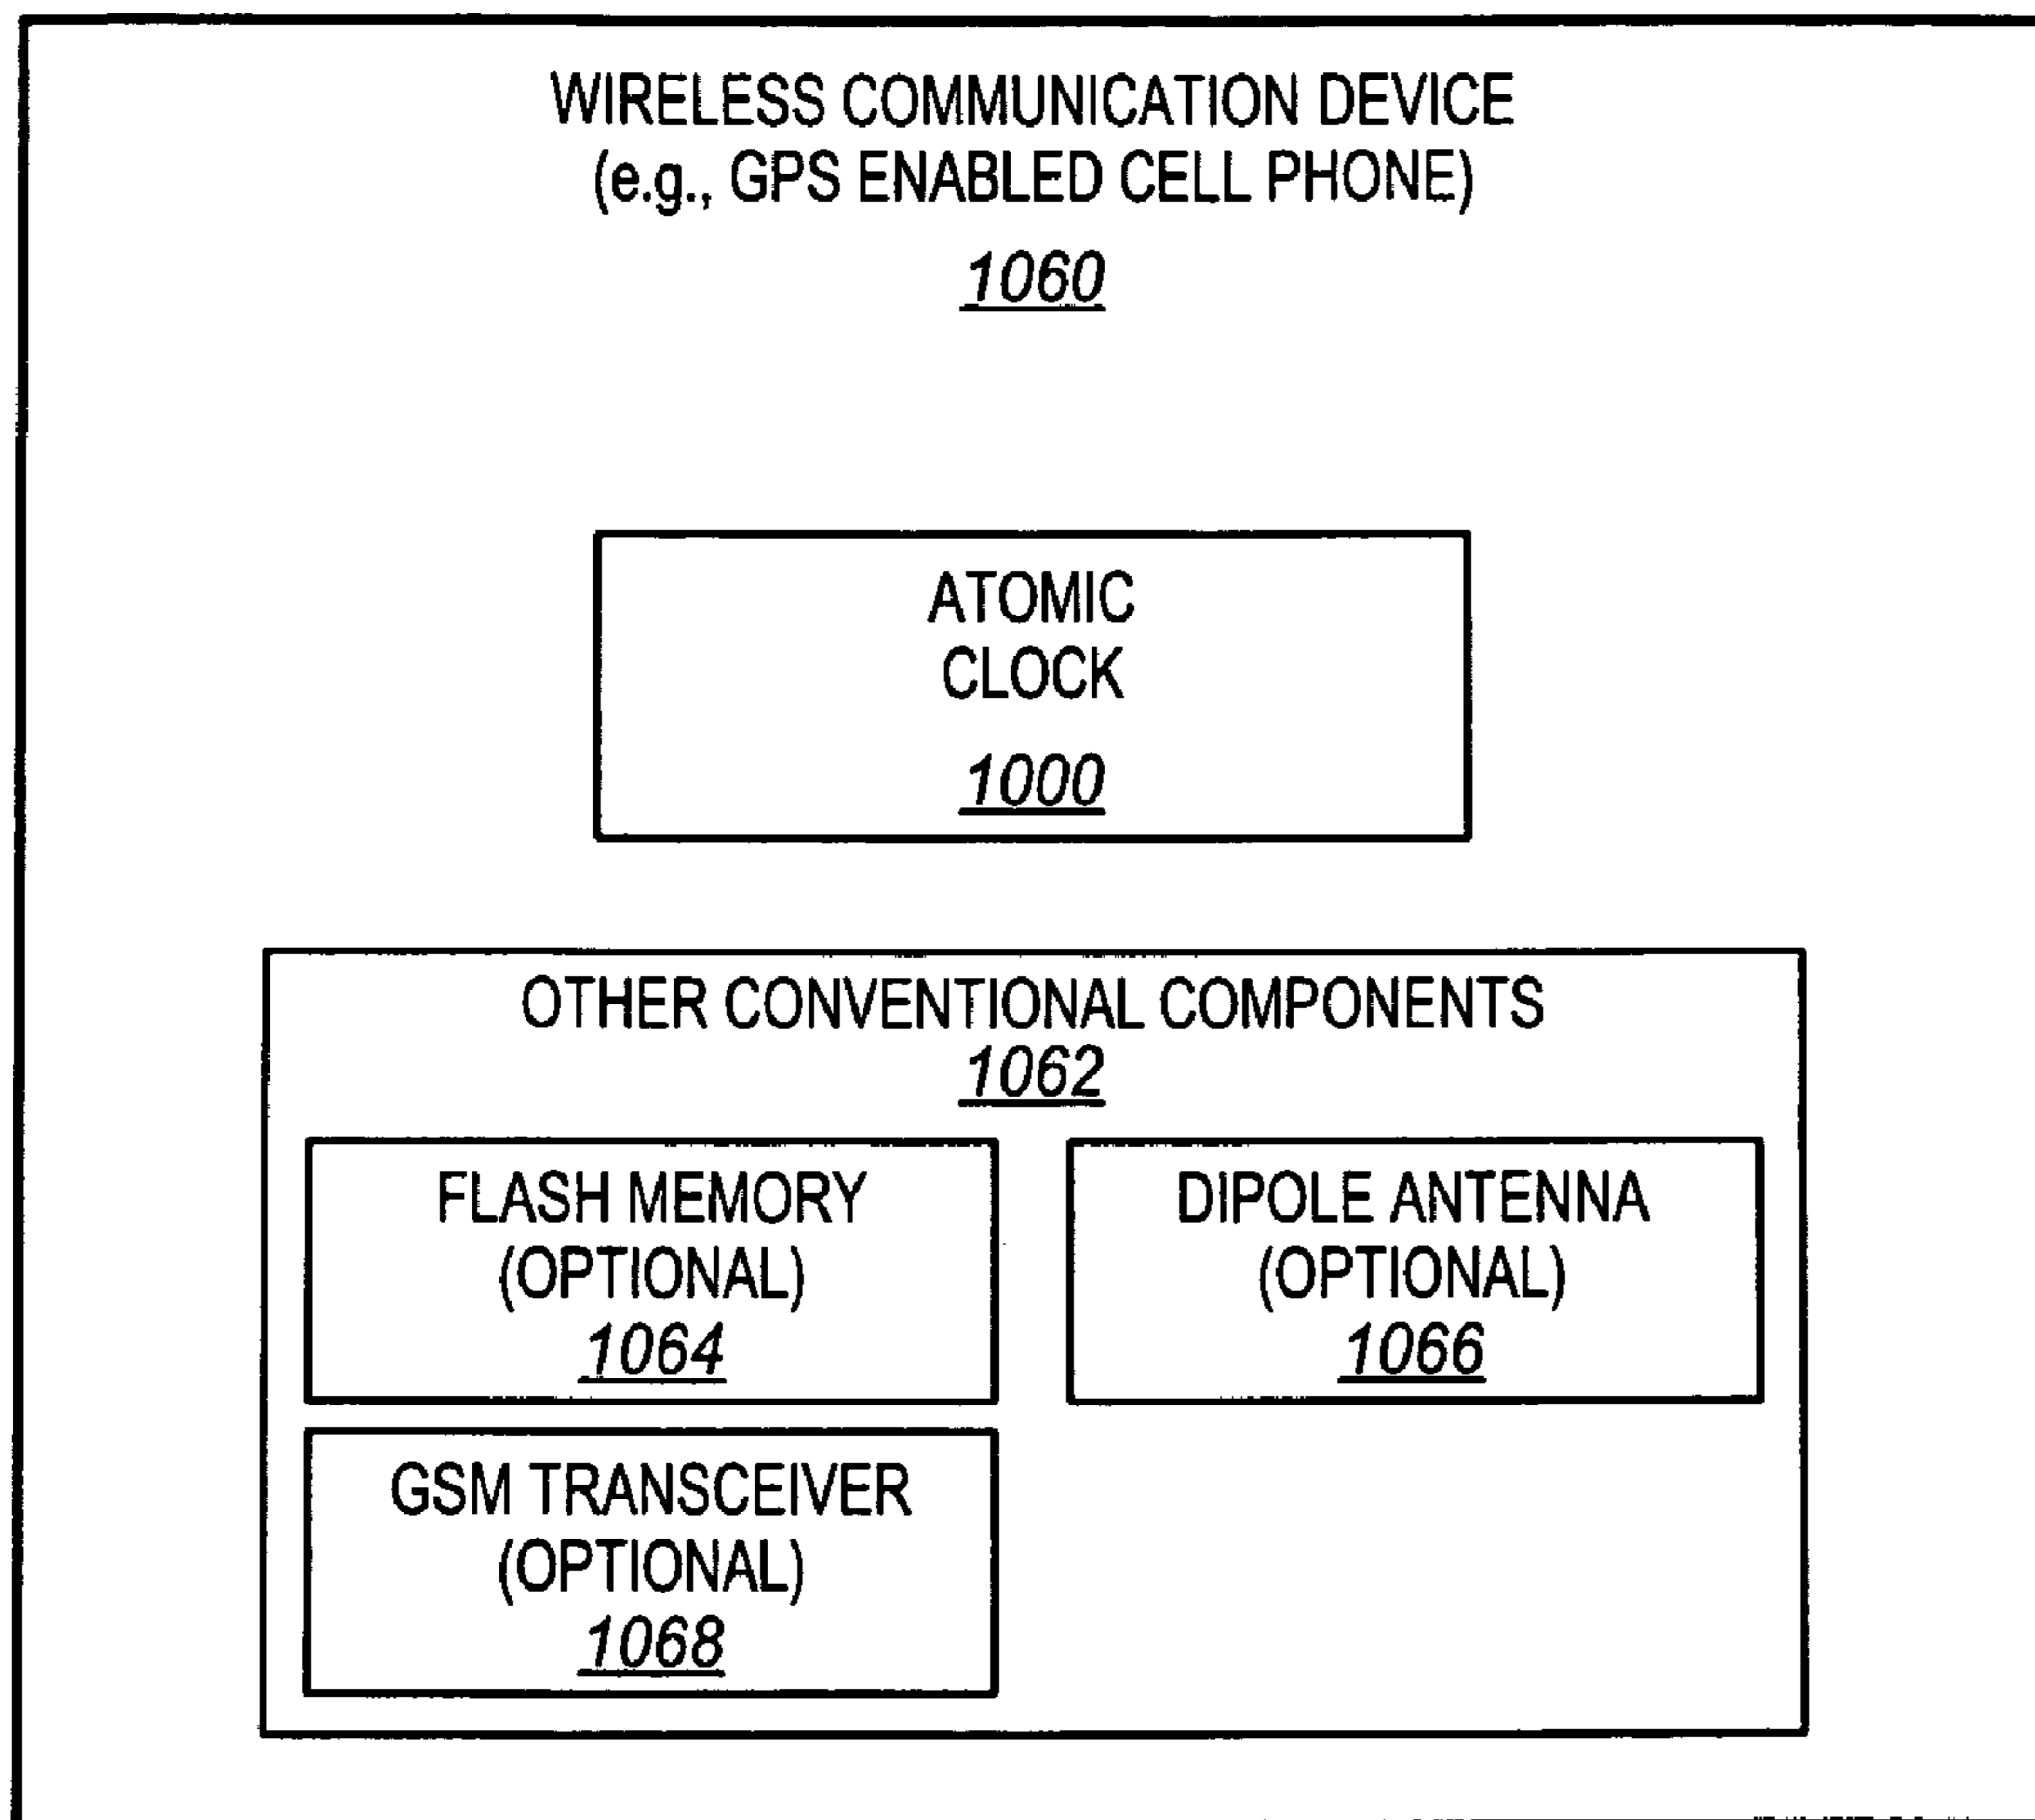 WIRELESS COMMUNICATION DEVICE
(e.g., GPS ENABLED CELL PHONE)
1060
ATOMIC
CLOCK
1000
OTHER CONVENTIONAL COMPONENTS
1062
FLASH MEMORY
(OPTIONAL)
1064
DIPOLE ANTENNA
(OPTIONAL)
1066
GSM TRANSCEIVER
(OPTIONAL)
1068